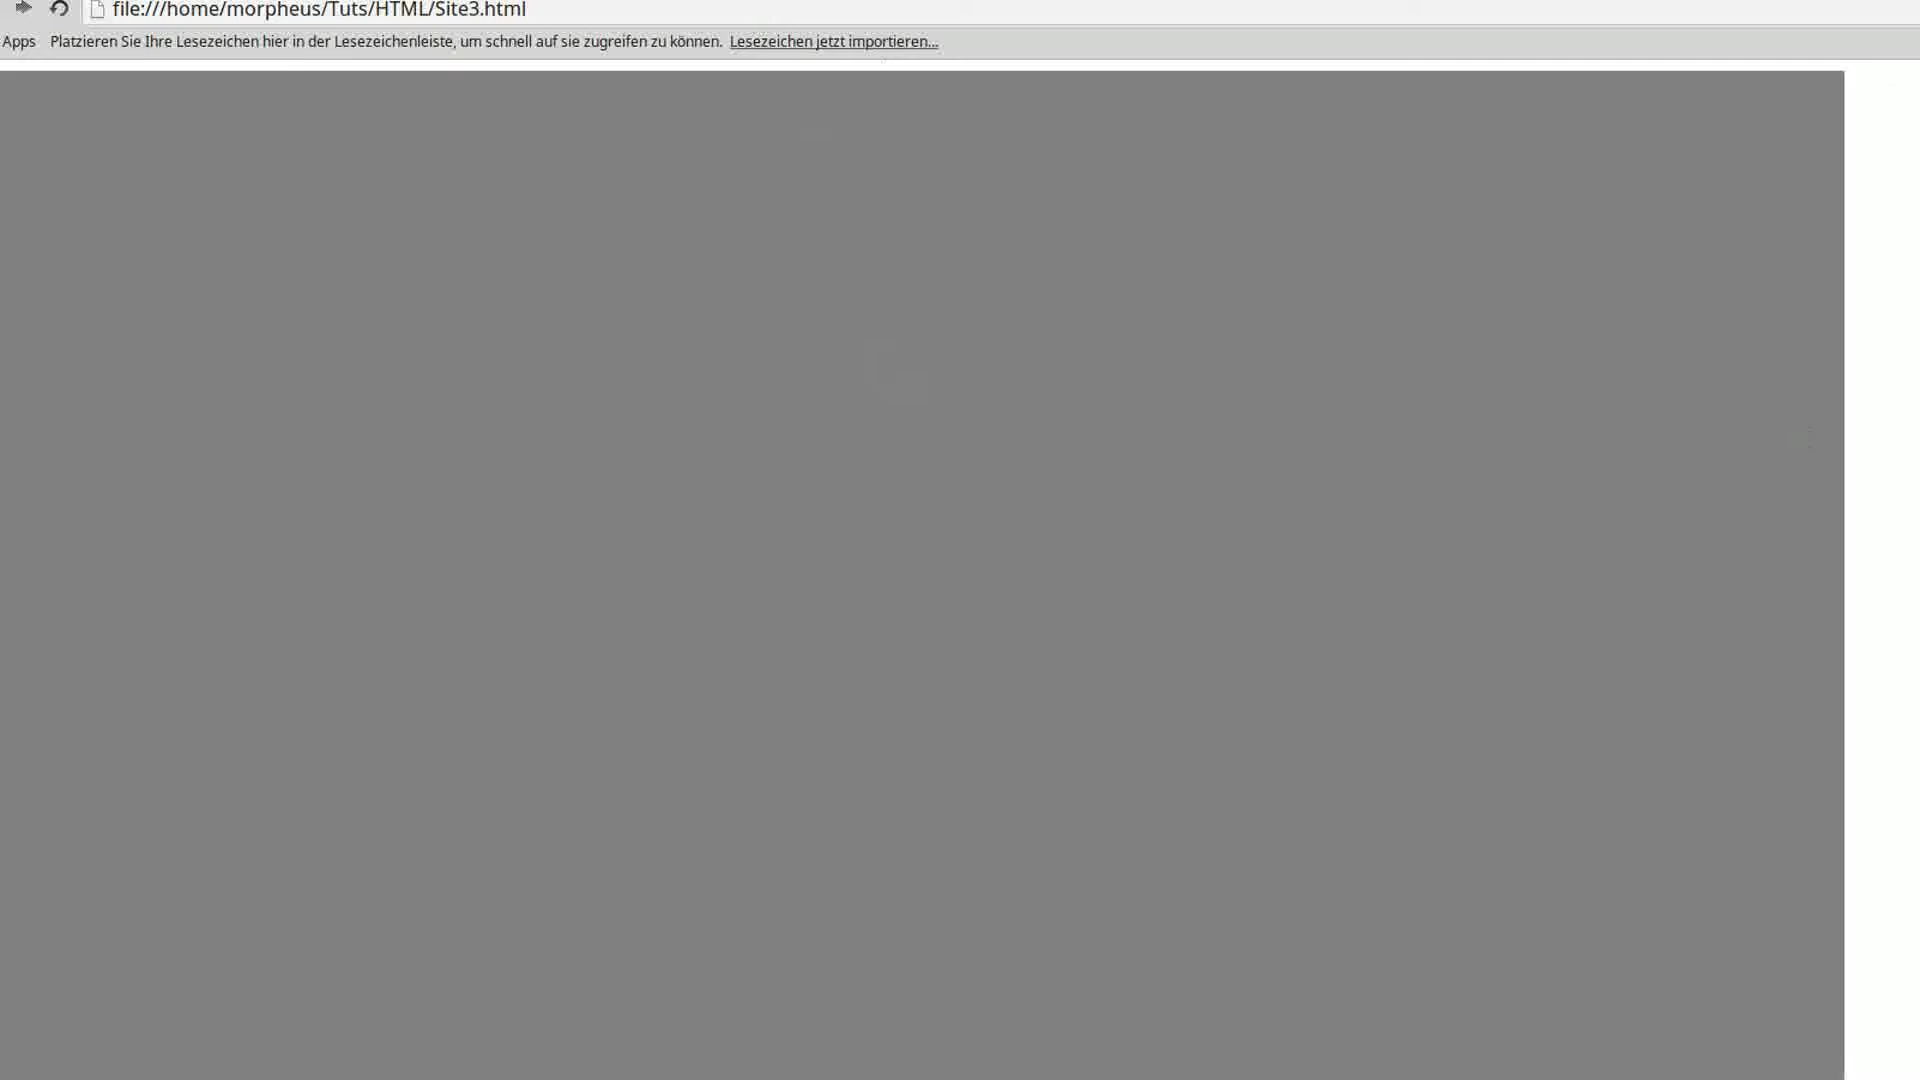 file:///home/morpheus/Tuts/HTML/Site3.html
Apps Platzieren Sie Ihre Lesezeichen hier in der Lesezeichenleiste, um schnell auf sie zugreifen zu können. Lesezeichen jetzt importieren...